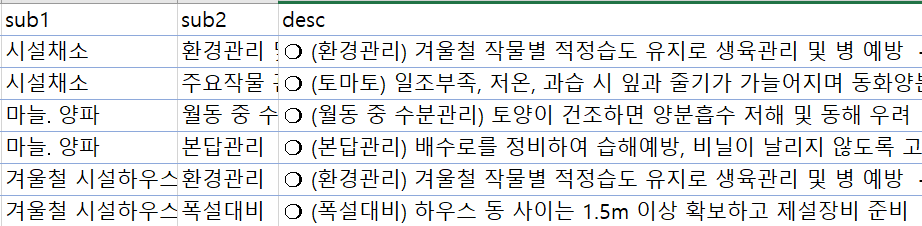 sub1 sub2 desc
시설채소 환경관리 및 ❍ (환경관리) 겨울철 작물별 적정습도 유지로 생육관리 및 병 예방 -
시설채소 주요작물 ❍ (토마토) 일조부족, 저온, 과습 시 잎과 줄기가 가늘어지며 동화양분
마늘. 양파 월동 중 수 ❍ (월동 중 수분관리) 토양이 건조하면 양분흡수 저해 및 동해 우려
마늘. 양파 본답관리 ❍ (본답관리) 배수로를 정비하여 습해예방, 비닐이 날리지 않도록 고
겨울철 시설하우스 환경관리 ❍ (환경관리) 겨울철 작물별 적정습도 유지로 생육관리 및 병 예방 -
겨울철 시설하우스 폭설대비 ❍ (폭설대비) 하우스 동 사이는 1.5m 이상 확보하고 제설장비 준비